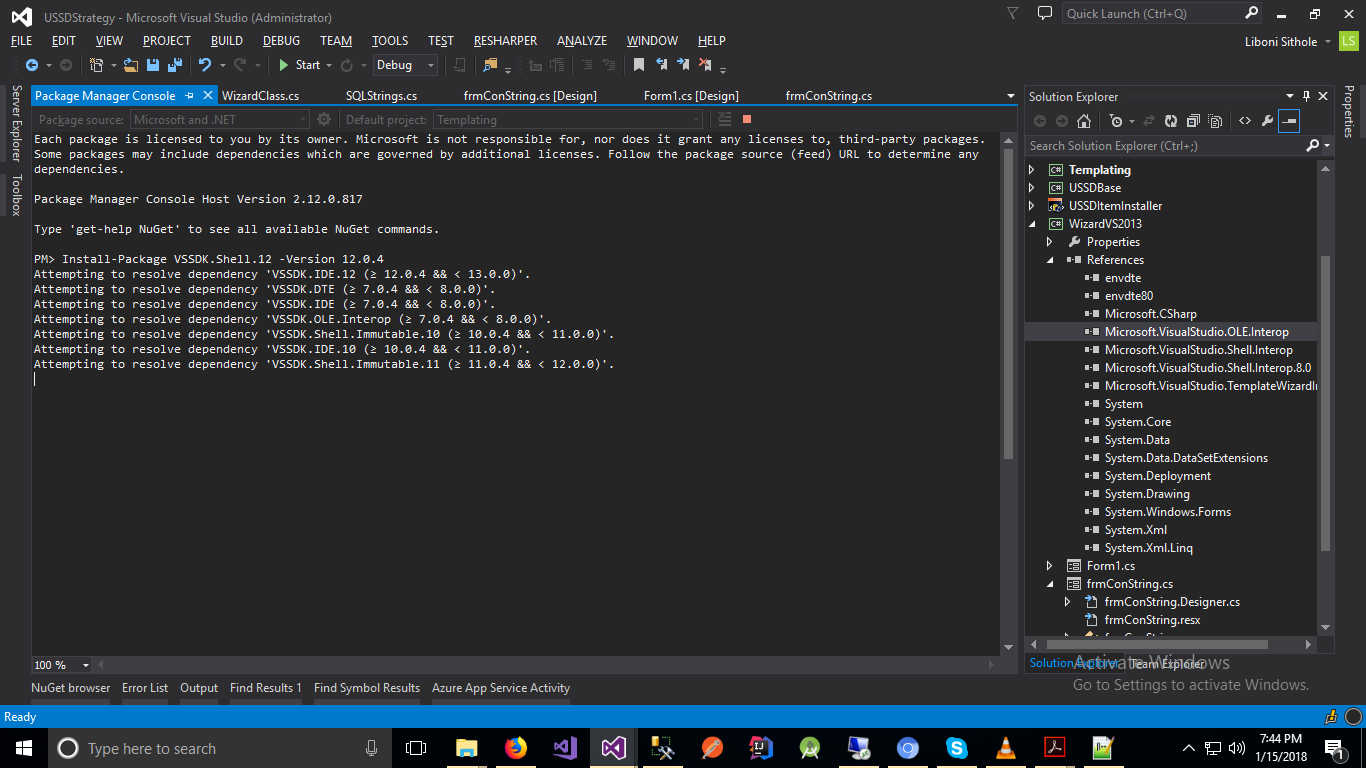 USSDStrategy - Microsoft Visual Studio (Administrator)
Quick Launch (Ctrl+Q)
FILE EDIT VIEW PROJECT BUILD DEBUG TEAM TOOLS TEST RESHARPER ANALYZE WINDOW HELP
Liboni Sithole
LS
Start
Debug
Server Explorer
Toolbox
Package Manager Console
WizardClass.cs
SQLStrings.cs
frmConString.cs [Design]
Form1.cs [Design]
frmConString.cs
Package source: Microsoft and .NET
Default project: Templating
Each package is licensed to you by its owner. Microsoft is not responsible for, nor does it grant any licenses to, third-party packages.
Some packages may include dependencies which are governed by additional licenses. Follow the package source (feed) URL to determine any
dependencies.
Package Manager Console Host Version 2.12.0.817
Type 'get-help NuGet' to see all available NuGet commands.
PM> Install-Package VSSDK.Shell.12 -Version 12.0.4
Attempting to resolve dependency 'VSSDK.IDE.12 (≥ 12.0.4 && < 13.0.0)'.
Attempting to resolve dependency 'VSSDK.DTE (≥ 7.0.4 && < 8.0.0)'.
Attempting to resolve dependency 'VSSDK.IDE (≥ 7.0.4 && < 8.0.0)'.
Attempting to resolve dependency 'VSSDK.OLE.Interop (≥ 7.0.4 && < 8.0.0)'.
Attempting to resolve dependency 'VSSDK.Shell.Immutable.10 (≥ 10.0.4 && < 11.0.0)'.
Attempting to resolve dependency 'VSSDK.IDE.10 (≥ 10.0.4 && < 11.0.0)'.
Attempting to resolve dependency 'VSSDK.Shell.Immutable.11 (≥ 11.0.4 && < 12.0.0)'.
100 %
Solution Explorer
Search Solution Explorer (Ctrl+;)
C# Templating
C# USSDBase
USSDItemInstaller
C# WizardVS2013
Properties
References
envdte
envdte80
Microsoft.CSharp
Microsoft.VisualStudio.OLE.Interop
Microsoft.VisualStudio.Shell.Interop
Microsoft.VisualStudio.Shell.Interop.8.0
Microsoft.VisualStudio.TemplateWizardI
System
System.Core
System.Data
System.Data.DataSetExtensions
System.Deployment
System.Drawing
System.Windows.Forms
System.Xml
System.Xml.Linq
Form1.cs
frmConString.cs
frmConString.Designer.cs
frmConString.resx
Solution Explorer
Team Explorer
Properties
Activate Windows
Go to Settings to activate Windows.
NuGet browser
Error List
Output
Find Results 1
Find Symbol Results
Azure App Service Activity
Ready
Type here to search
7:44 PM
1/15/2018
1